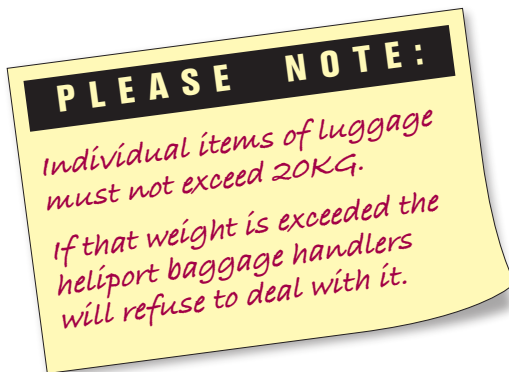 PLEASE NOTE:
Individual items of luggage
must not exceed 20KG.
If that weight is exceeded the
heliport baggage handlers
will refuse to deal with it.